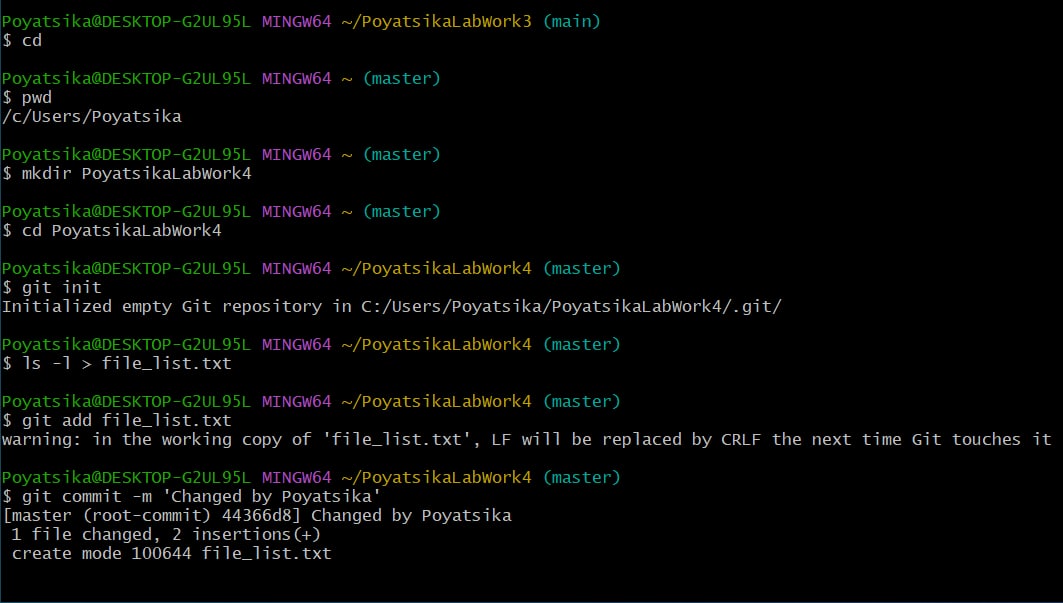 Poyatsika@DESKTOP-G2UL95L MINGW64 ~/PoyatsikaLabWork3 (main)
$ cd
Poyatsika@DESKTOP-G2UL95L MINGW64 ~ (master)
$ pwd
/c/Users/Poyatsika
Poyatsika@DESKTOP-G2UL95L MINGW64 ~ (master)
$ mkdir PoyatsikaLabWork4
Poyatsika@DESKTOP-G2UL95L MINGW64 ~ (master)
$ cd PoyatsikaLabWork4
Poyatsika@DESKTOP-G2UL95L MINGW64 ~/PoyatsikaLabWork4 (master)
$ git init
Initialized empty Git repository in C:/Users/Poyatsika/PoyatsikaLabWork4/.git/
Poyatsika@DESKTOP-G2UL95L MINGW64 ~/PoyatsikaLabWork4 (master)
$ ls -l > file_list.txt
Poyatsika@DESKTOP-G2UL95L MINGW64 ~/PoyatsikaLabWork4 (master)
$ git add file_list.txt
warning: in the working copy of 'file_list.txt', LF will be replaced by CRLF the next time Git touches it
Poyatsika@DESKTOP-G2UL95L MINGW64 ~/PoyatsikaLabWork4 (master)
$ git commit -m 'Changed by Poyatsika'
[master (root-commit) 44366d8] Changed by Poyatsika
1 file changed, 2 insertions(+)
create mode 100644 file_list.txt